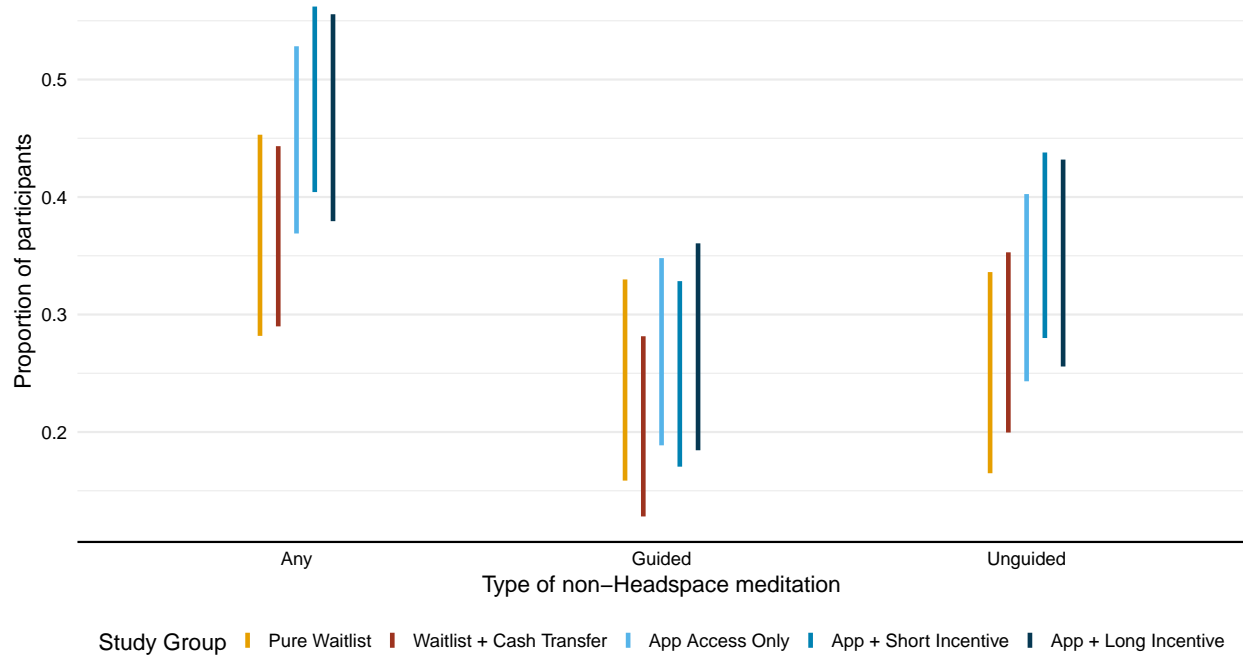 Proportion of participants
0.5
0.4
0.3
0.2
Any Guided Unguided
Type of non−Headspace meditation
Study Group Pure Waitlist Waitlist + Cash Transfer App Access Only App + Short Incentive App + Long Incentive